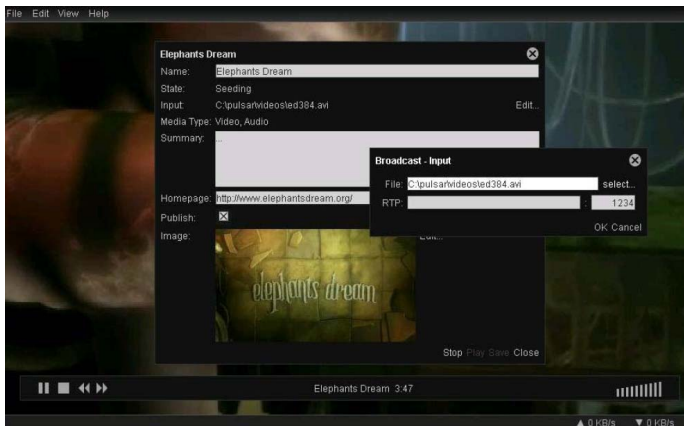 File Edit View Help
Elephants Dream
Name: Elephants Dream
State: Seeding
Input: C:\pulsar\videos\ed384.avi Edit...
Media Type: Video, Audio
Summary: ...
Broadcast - Input
File: C:\pulsar\videos\ed384.avi select...
RTP: : 1234
OK Cancel
Homepage: http://www.elephantsdream.org/
Publish:
Image: Edit...
elephants dream
Stop Play Save Close
Elephants Dream 3:47
0 KB/s 0 KB/s